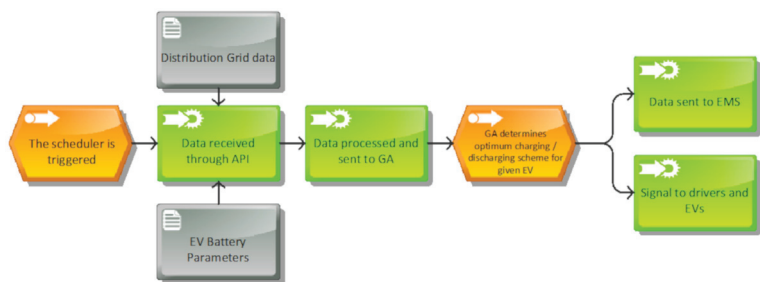 Distribution Grid data
The scheduler is
triggered
Data received
through API
Data processed and
sent to GA
GA determines
optimum charging /
discharging scheme for
given EV
Data sent to EMS
Signal to drivers and
EVs
EV Battery
Parameters